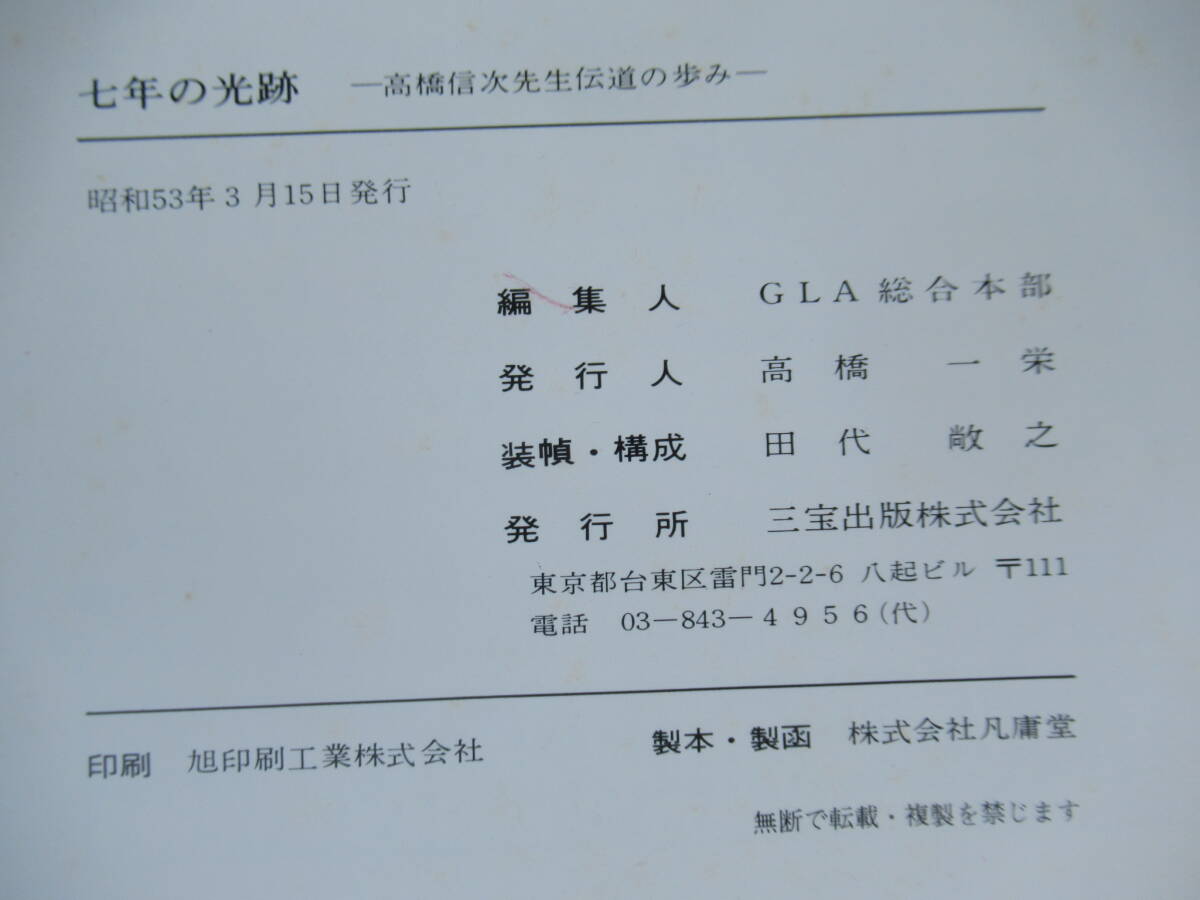 七年の光跡 ―高橋信次先生伝道の歩み―
昭和53年3月15日発行
編集人 GLA総合本部
発行人 高橋一栄
装幀・構成 田代敞之
発行所 三宝出版株式会社
東京都台東区雷門2-2-6 八起ビル 〒111
電話 03―843―4956(代)
印刷 旭印刷工業株式会社 製本・製函 株式会社凡庸堂
無断で転載・複製を禁じます